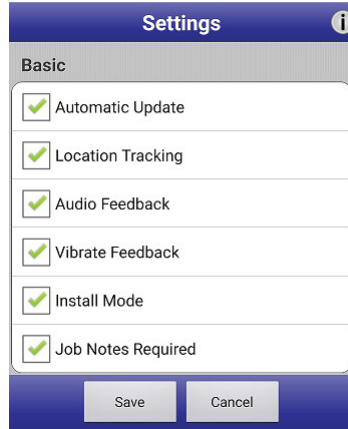 Settings
Basic
Automatic Update
Location Tracking
Audio Feedback
Vibrate Feedback
Install Mode
Job Notes Required
Save Cancel